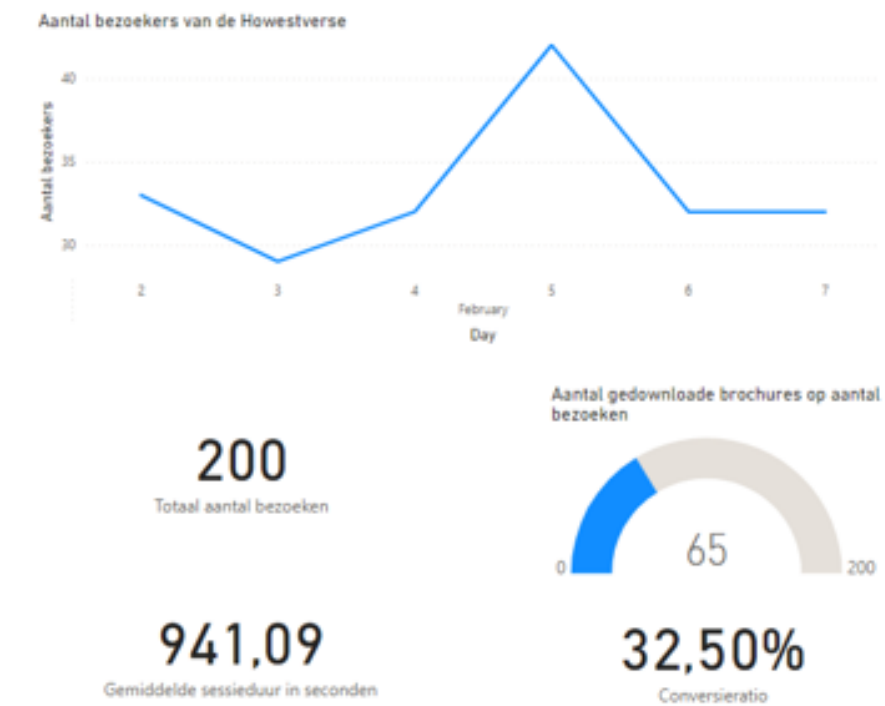 Aantal bezoekers van de Howestverse
40
35
30
Aantal bezoekers
2 3 4 5 6 7
February
Day
200
Totaal aantal bezoeken
Aantal gedownloade brochures op aantal
bezoeken
65
0 200
941,09
Gemiddelde sessieduur in seconden
32,50%
Conversieratio